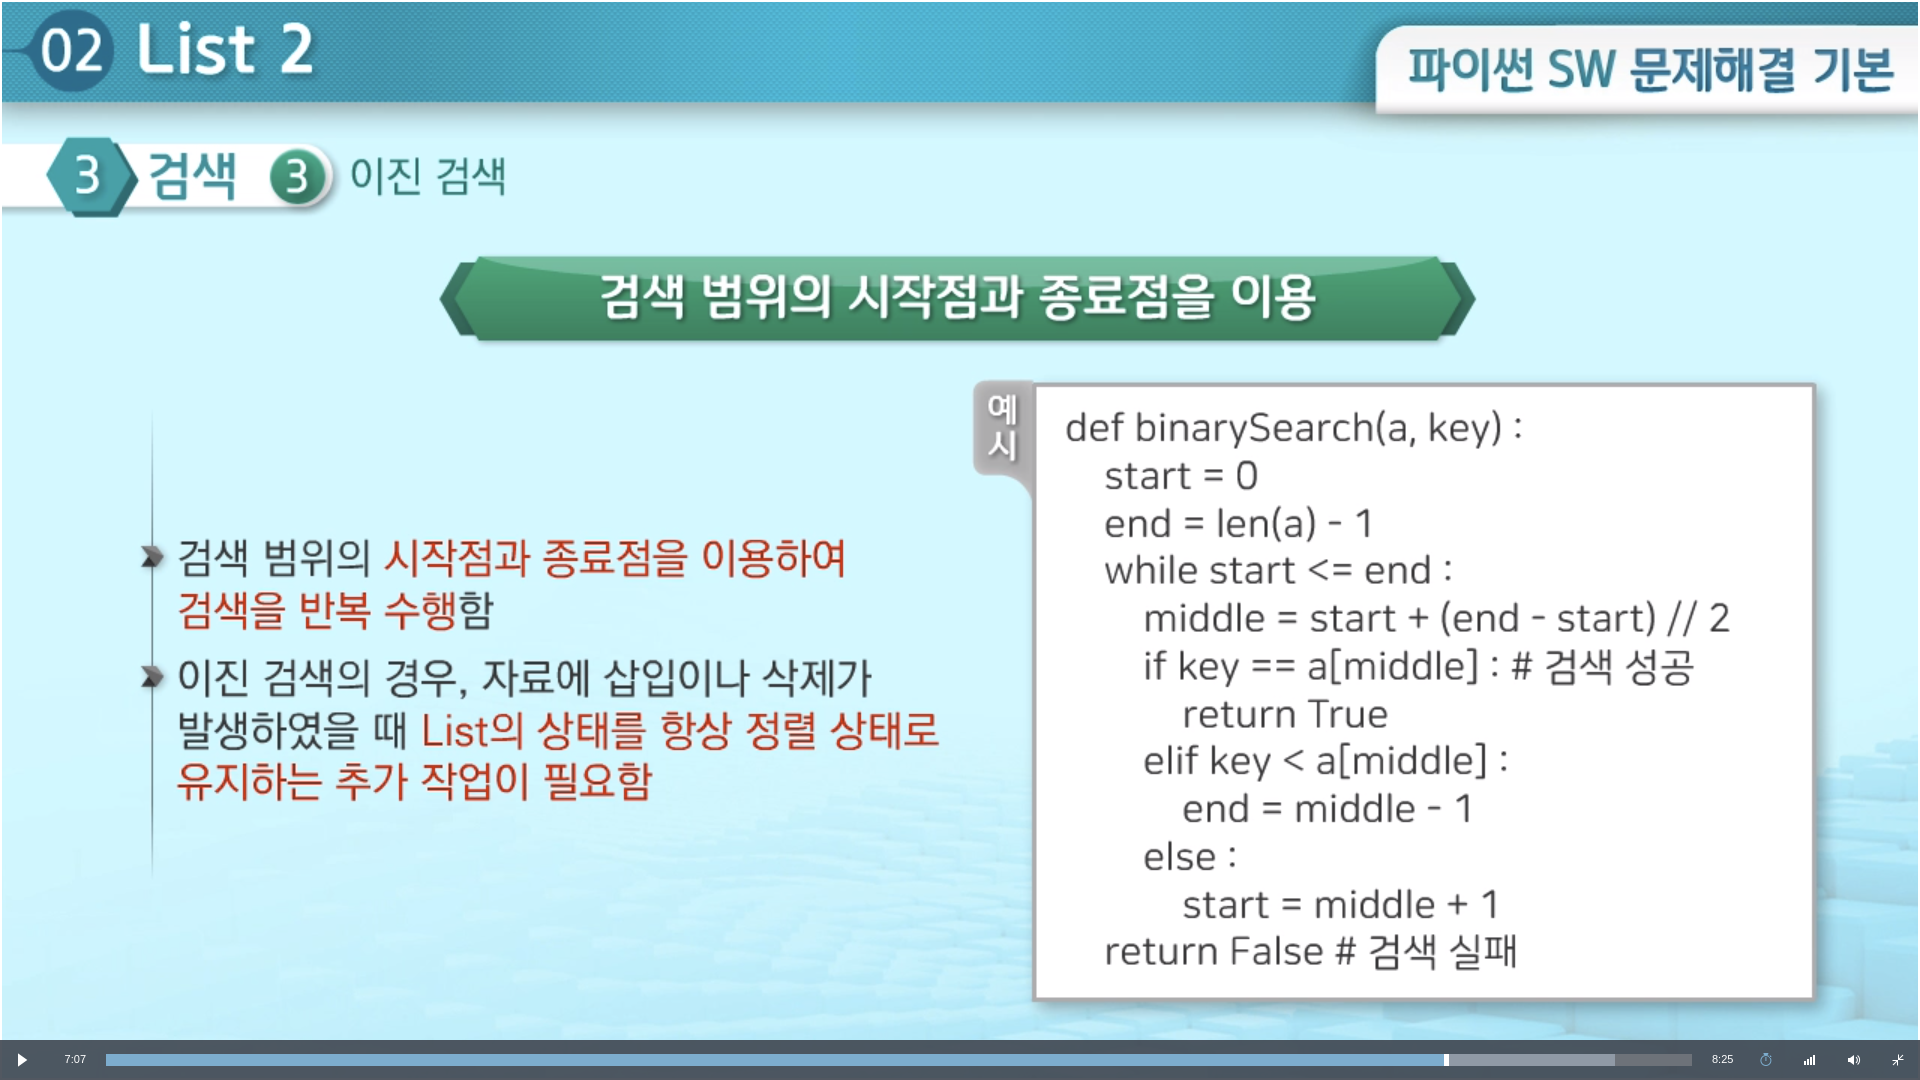 02 List 2
파이썬 SW 문제해결 기본
3 검색 3 이진 검색
검색 범위의 시작점과 종료점을 이용
검색 범위의 시작점과 종료점을 이용하여
검색을 반복 수행함
이진 검색의 경우, 자료에 삽입이나 삭제가
발생하였을 때 List의 상태를 항상 정렬 상태로
유지하는 추가 작업이 필요함
예
시
def binarySearch(a, key) :
start = 0
end = len(a) - 1
while start <= end :
middle = start + (end - start) // 2
if key == a[middle] : # 검색 성공
return True
elif key < a[middle] :
end = middle - 1
else :
start = middle + 1
return False # 검색 실패
7:07
8:25